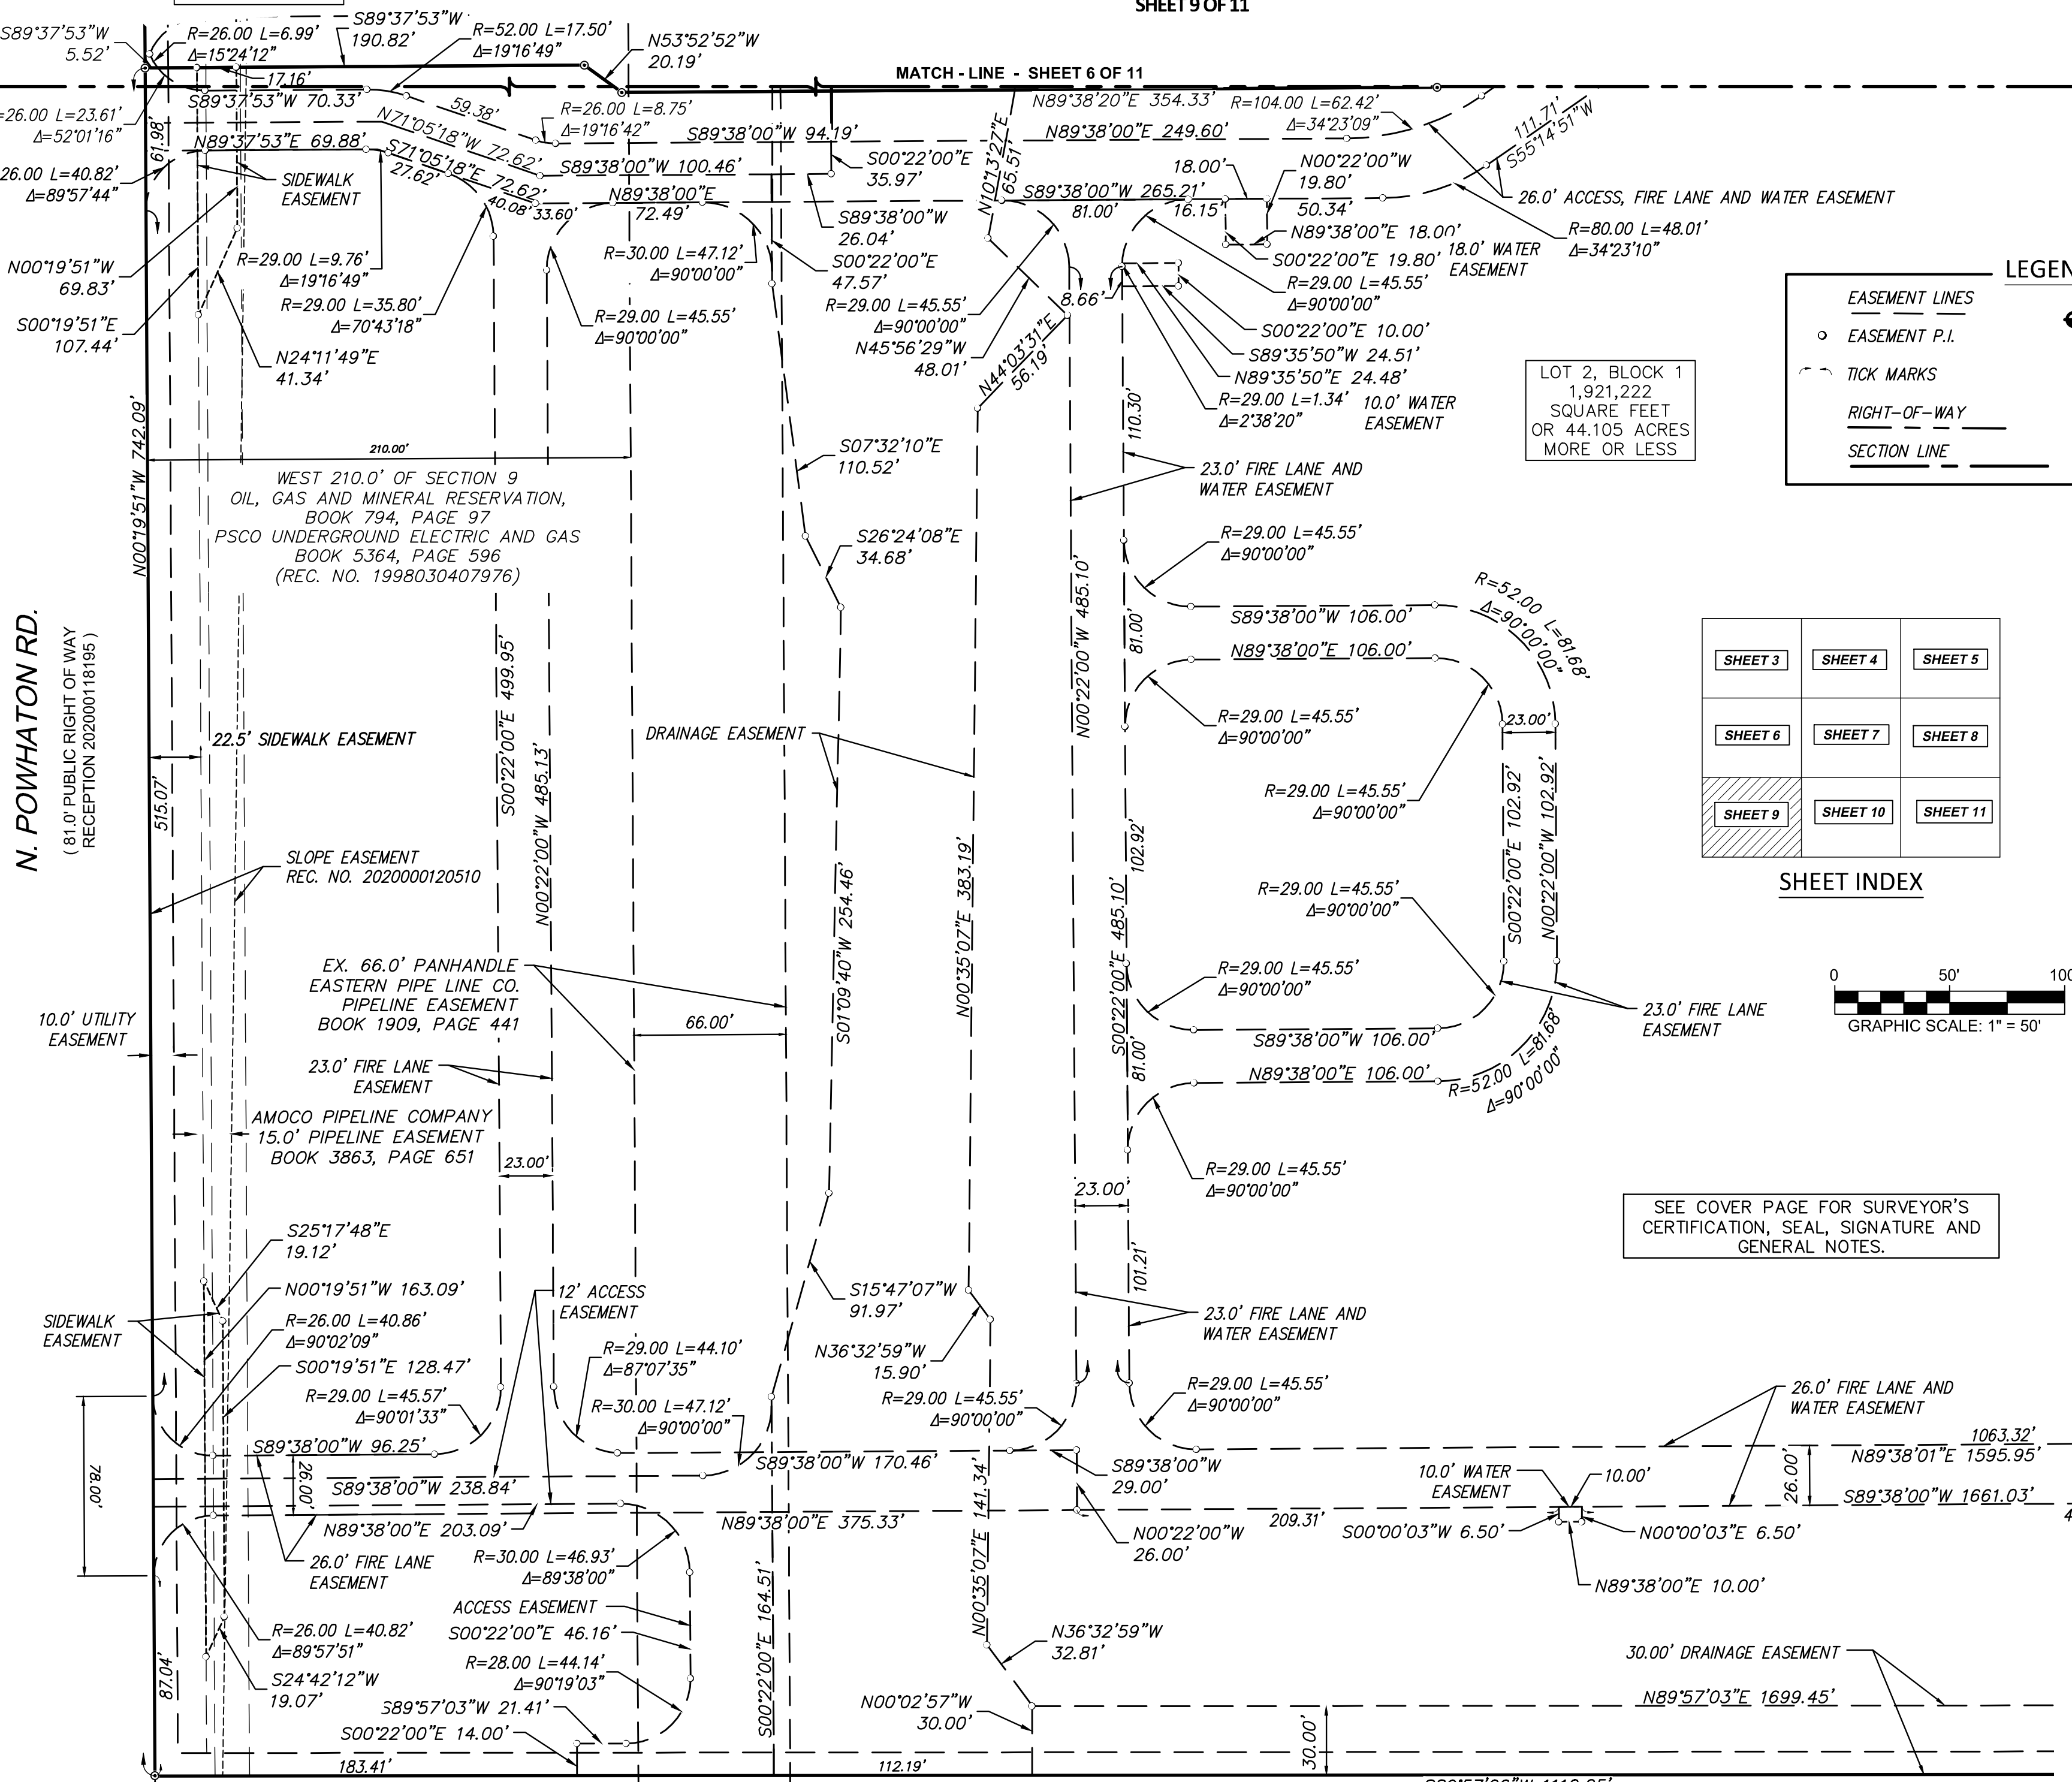 SHEET 9 OF 11
S89°37'53"W
5.52'
R=26.00 L=6.99'
Δ=15°24'12"
S89°37'53"W
190.82'
R=52.00 L=17.50'
Δ=19°16'49"
N53°52'52"W
20.19'
17.16'
MATCH - LINE - SHEET 6 OF 11
=26.00 L=23.61'
Δ=52°01'16"
61.98'
S89°37'53"W 70.33'
59.38'
N71°05'18"W 72.62'
R=26.00 L=8.75'
Δ=19°16'42"
S89°38'00"W 94.19'
N89°38'20"E 354.33'
R=104.00 L=62.42'
Δ=34°23'09"
111.71'
S55°14'51"W
N89°38'00"E 249.60'
N89°37'53"E 69.88'
S71°05'18"E 72.62'
27.62'
S89°38'00"W 100.46'
S00°22'00"E
35.97'
N10°13'27"E
165.51'
18.00'
N00°22'00"W
19.80'
26.00 L=40.82'
Δ=89°57'44"
SIDEWALK
EASEMENT
40.08'
33.60'
N89°38'00"E
72.49'
S89°38'00"W
26.04'
S89°38'00"W 265.21'
81.00'
16.15'
50.34'
26.0' ACCESS, FIRE LANE AND WATER EASEMENT
N89°38'00"E 18.00'
R=80.00 L=48.01'
Δ=34°23'10"
18.0' WATER
EASEMENT
N00°19'51"W
69.83'
R=29.00 L=9.76'
Δ=19°16'49"
R=30.00 L=47.12'
Δ=90°00'00"
S00°22'00"E
47.57'
S00°22'00"E 19.80'
R=29.00 L=45.55'
Δ=90°00'00"
LEGEN
EASEMENT LINES
EASEMENT P.I.
TICK MARKS
RIGHT-OF-WAY
SECTION LINE
S00°19'51"E
107.44'
R=29.00 L=35.80'
Δ=70°43'18"
R=29.00 L=45.55'
Δ=90°00'00"
R=29.00 L=45.55'
Δ=90°00'00"
8.66'
S00°22'00"E 10.00'
N24°11'49"E
41.34'
N45°56'29"W
48.01'
N44°03'31"E
56.19'
S89°35'50"W 24.51'
N89°35'50"E 24.48'
R=29.00 L=1.34'
Δ=2°38'20"
10.0' WATER
EASEMENT
LOT 2, BLOCK 1
1,921,222
SQUARE FEET
OR 44.105 ACRES
MORE OR LESS
N00°19'51"W 742.09'
210.00'
110.30'
WEST 210.0' OF SECTION 9
OIL, GAS AND MINERAL RESERVATION,
BOOK 794, PAGE 97
PSCO UNDERGROUND ELECTRIC AND GAS
BOOK 5364, PAGE 596
(REC. NO. 1998030407976)
S07°32'10"E
110.52'
23.0' FIRE LANE AND
WATER EASEMENT
S26°24'08"E
34.68'
R=29.00 L=45.55'
Δ=90°00'00"
N. POWHATON RD.
( 81.0' PUBLIC RIGHT OF WAY
RECEPTION 2020000118195 )
S00°22'00"E 499.95'
N00°22'00"W 485.13'
N00°22'00"W 485.10'
81.00'
S89°38'00"W 106.00'
R=52.00 L=81.68'
Δ=90°00'00"
N89°38'00"E 106.00'
SHEET 3
SHEET 4
SHEET 5
SHEET 6
SHEET 7
SHEET 8
SHEET 9
SHEET 10
SHEET 11
SHEET INDEX
22.5' SIDEWALK EASEMENT
DRAINAGE EASEMENT
R=29.00 L=45.55'
Δ=90°00'00"
23.00'
515.07'
R=29.00 L=45.55'
Δ=90°00'00"
S00°22'00"E 102.92'
N00°22'00"W 102.92'
SLOPE EASEMENT
REC. NO. 2020000120510
S01°09'40"W 254.46'
N00°35'07"E 383.19'
102.92'
S00°22'00"E 485.10'
R=29.00 L=45.55'
Δ=90°00'00"
EX. 66.0' PANHANDLE
EASTERN PIPE LINE CO.
PIPELINE EASEMENT
BOOK 1909, PAGE 441
66.00'
R=29.00 L=45.55'
Δ=90°00'00"
0
50'
100
GRAPHIC SCALE: 1" = 50'
10.0' UTILITY
EASEMENT
23.0' FIRE LANE
EASEMENT
23.0' FIRE LANE
EASEMENT
81.00'
S89°38'00"W 106.00'
N89°38'00"E 106.00'
R=52.00 L=81.68'
Δ=90°00'00"
AMOCO PIPELINE COMPANY
15.0' PIPELINE EASEMENT
BOOK 3863, PAGE 651
23.00'
R=29.00 L=45.55'
Δ=90°00'00"
23.00'
SEE COVER PAGE FOR SURVEYOR'S
CERTIFICATION, SEAL, SIGNATURE AND
GENERAL NOTES.
S25°17'48"E
19.12'
101.21'
N00°19'51"W 163.09'
12' ACCESS
EASEMENT
S15°47'07"W
91.97'
SIDEWALK
EASEMENT
R=26.00 L=40.86'
Δ=90°02'09"
23.0' FIRE LANE AND
WATER EASEMENT
S00°19'51"E 128.47'
R=29.00 L=44.10'
Δ=87°07'35"
N36°32'59"W
15.90'
R=29.00 L=45.57'
Δ=90°01'33"
R=30.00 L=47.12'
Δ=90°00'00"
R=29.00 L=45.55'
Δ=90°00'00"
R=29.00 L=45.55'
Δ=90°00'00"
26.0' FIRE LANE AND
WATER EASEMENT
78.00'
S89°38'00"W 96.25'
26.00'
S89°38'00"W 170.46'
S89°38'00"W
29.00'
1063.32'
N89°38'01"E 1595.95'
S89°38'00"W 238.84'
10.0' WATER
EASEMENT
10.00'
26.00'
S89°38'00"W 1661.03'
N89°38'00"E 203.09'
N89°38'00"E 375.33'
N00°35'07"E 141.34'
N00°22'00"W
26.00'
209.31'
S00°00'03"W 6.50'
N00°00'03"E 6.50'
26.0' FIRE LANE
EASEMENT
R=30.00 L=46.93'
Δ=89°38'00"
N89°38'00"E 10.00'
ACCESS EASEMENT
S00°22'00"E 46.16'
S00°22'00"E 164.51'
R=26.00 L=40.82'
Δ=89°57'51"
R=28.00 L=44.14'
Δ=90°19'03"
N36°32'59"W
32.81'
30.00' DRAINAGE EASEMENT
87.04'
S24°42'12"W
19.07'
S89°57'03"W 21.41'
N00°02'57"W
30.00'
N89°57'03"E 1699.45'
S00°22'00"E 14.00'
30.00'
183.41'
112.19'